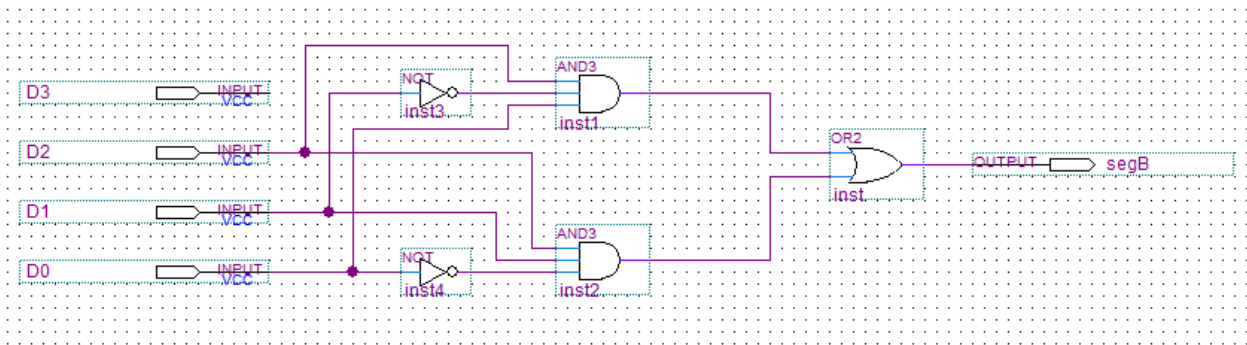 D3 INPUT
VCC
D2 INPUT
VCC
D1 INPUT
VCC
D0 INPUT
VCC
NOT
inst3
NOT
inst4
AND3
inst1
AND3
inst2
OR2
inst
OUTPUT segB